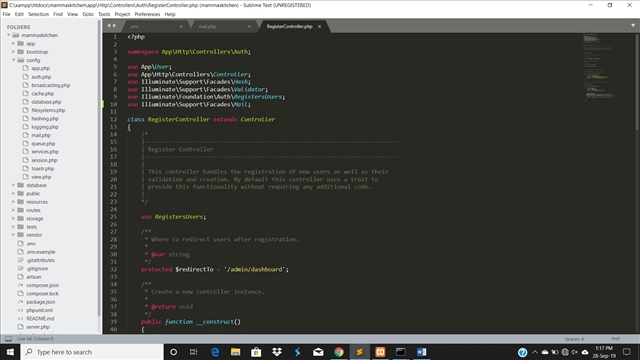 C:\xampp\htdocs\mammaskitchen\app\Http\Controllers\Auth\RegisterController.php (mammaskitchen) - Sublime Text (UNREGISTERED)
File Edit Selection Find View Goto Tools Project Preferences Help
FOLDERS
mammaskitchen
app
bootstrap
config
app.php
auth.php
broadcasting.php
cache.php
database.php
filesystems.php
hashing.php
logging.php
mail.php
queue.php
services.php
session.php
toastr.php
view.php
database
public
resources
routes
storage
tests
vendor
.env
.env.example
.gitattributes
.gitignore
artisan
composer.json
composer.lock
package.json
phpunit.xml
README.md
server.php
.env
mail.php
RegisterController.php
1 <?php
2
3 namespace App\Http\Controllers\Auth;
4
5 use App\User;
6 use App\Http\Controllers\Controller;
7 use Illuminate\Support\Facades\Hash;
8 use Illuminate\Support\Facades\Validator;
9 use Illuminate\Foundation\Auth\RegistersUsers;
10 use Illuminate\Support\Facades\Mail;
11
12 class RegisterController extends Controller
13 {
14 /*
15 |--------------------------------------------------------------------------
16 | Register Controller
17 |--------------------------------------------------------------------------
18 |
19 | This controller handles the registration of new users as well as their
20 | validation and creation. By default this controller uses a trait to
21 | provide this functionality without requiring any additional code.
22 |
23 */
24
25 use RegistersUsers;
26
27 /**
28 * Where to redirect users after registration.
29 *
30 * @var string
31 */
32 protected $redirectTo = '/admin/dashboard';
33
34 /**
35 * Create a new controller instance.
36 *
37 * @return void
38 */
39 public function __construct()
40 {
Line 64, Column 8
Spaces: 4
PHP
Type here to search
1:17 PM
28-Sep-19